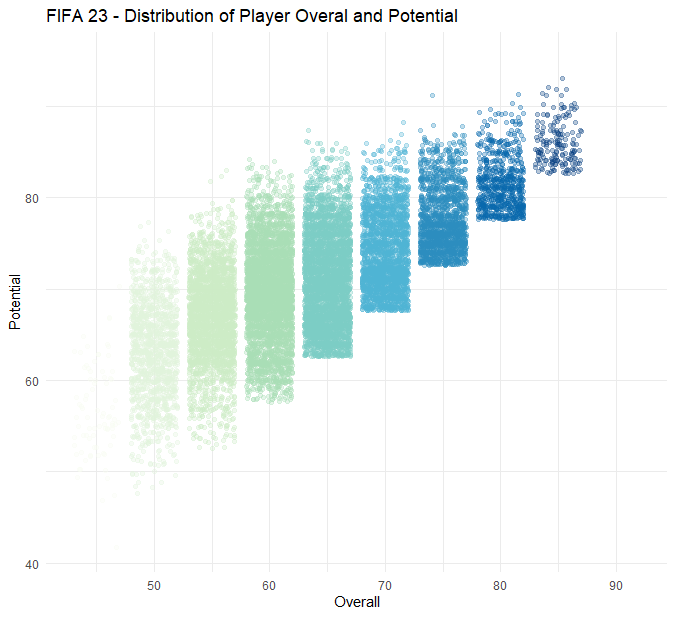 FIFA 23 - Distribution of Player Overal and Potential
Potential
80
60
40
50 60 70 80 90
Overall